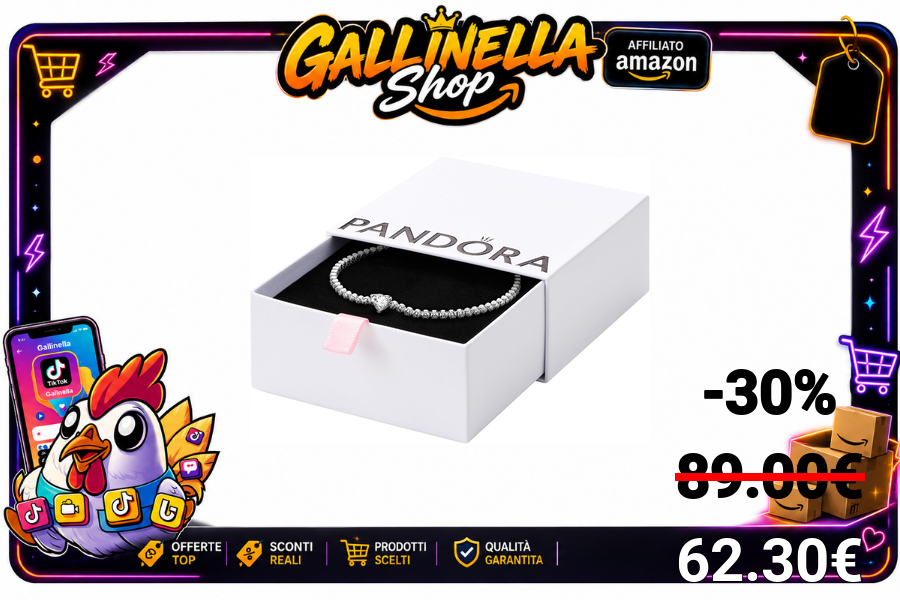 GALLINELLA
Shop
AFFILIATO
amazon
PANDORA
Gallinella
TikTok
Gallinella
-30%
89.00€
62.30€
OFFERTE
TOP
SCONTI
REALI
PRODOTTI
SCELTI
QUALITÀ
GARANTITA